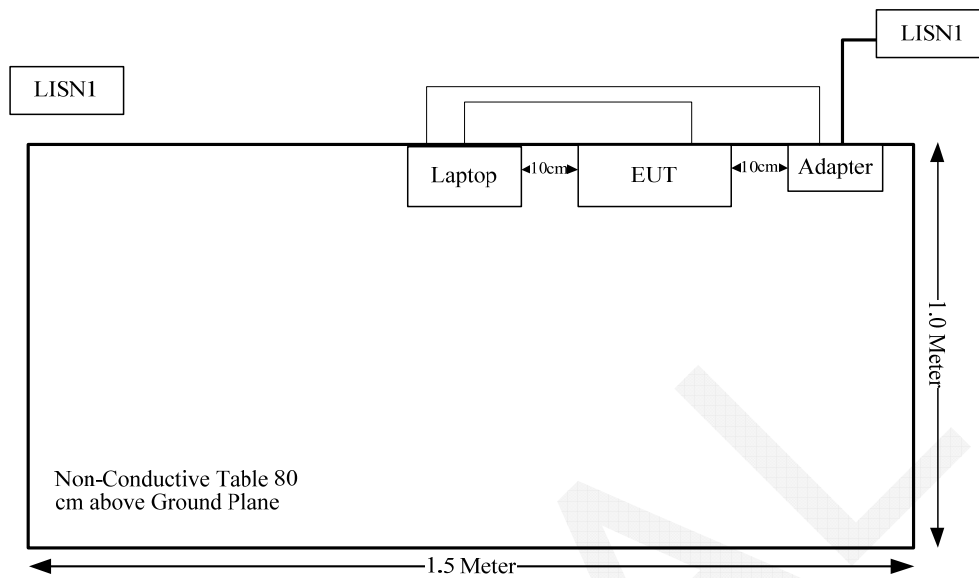 LISN1
LISN1
Laptop
10cm
EUT
10cm
Adapter
1.0 Meter
Non-Conductive Table 80
cm above Ground Plane
1.5 Meter